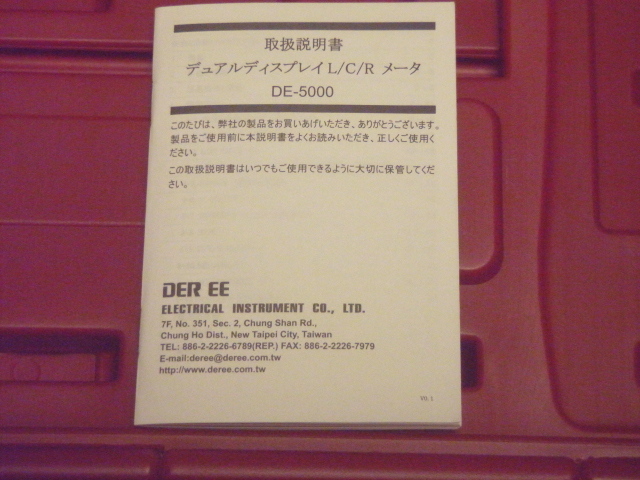 取扱説明書
デュアルディスプレイ L/C/R メータ
DE-5000
このたびは、弊社の製品をお買いあげいただき、ありがとうございます。
製品をご使用前に本説明書をよくお読みいただき、正しくご使用く
ださい。
この取扱説明書はいつでもご使用できるように大切に保管してくだ
さい。
DER EE
ELECTRICAL INSTRUMENT CO., LTD.
7F, No. 351, Sec. 2, Chung Shan Rd.,
Chung Ho Dist., New Taipei City, Taiwan
TEL: 886-2-2226-6789(REP.) FAX: 886-2-2226-7979
E-mail:deree@deree.com.tw
http://www.deree.com.tw